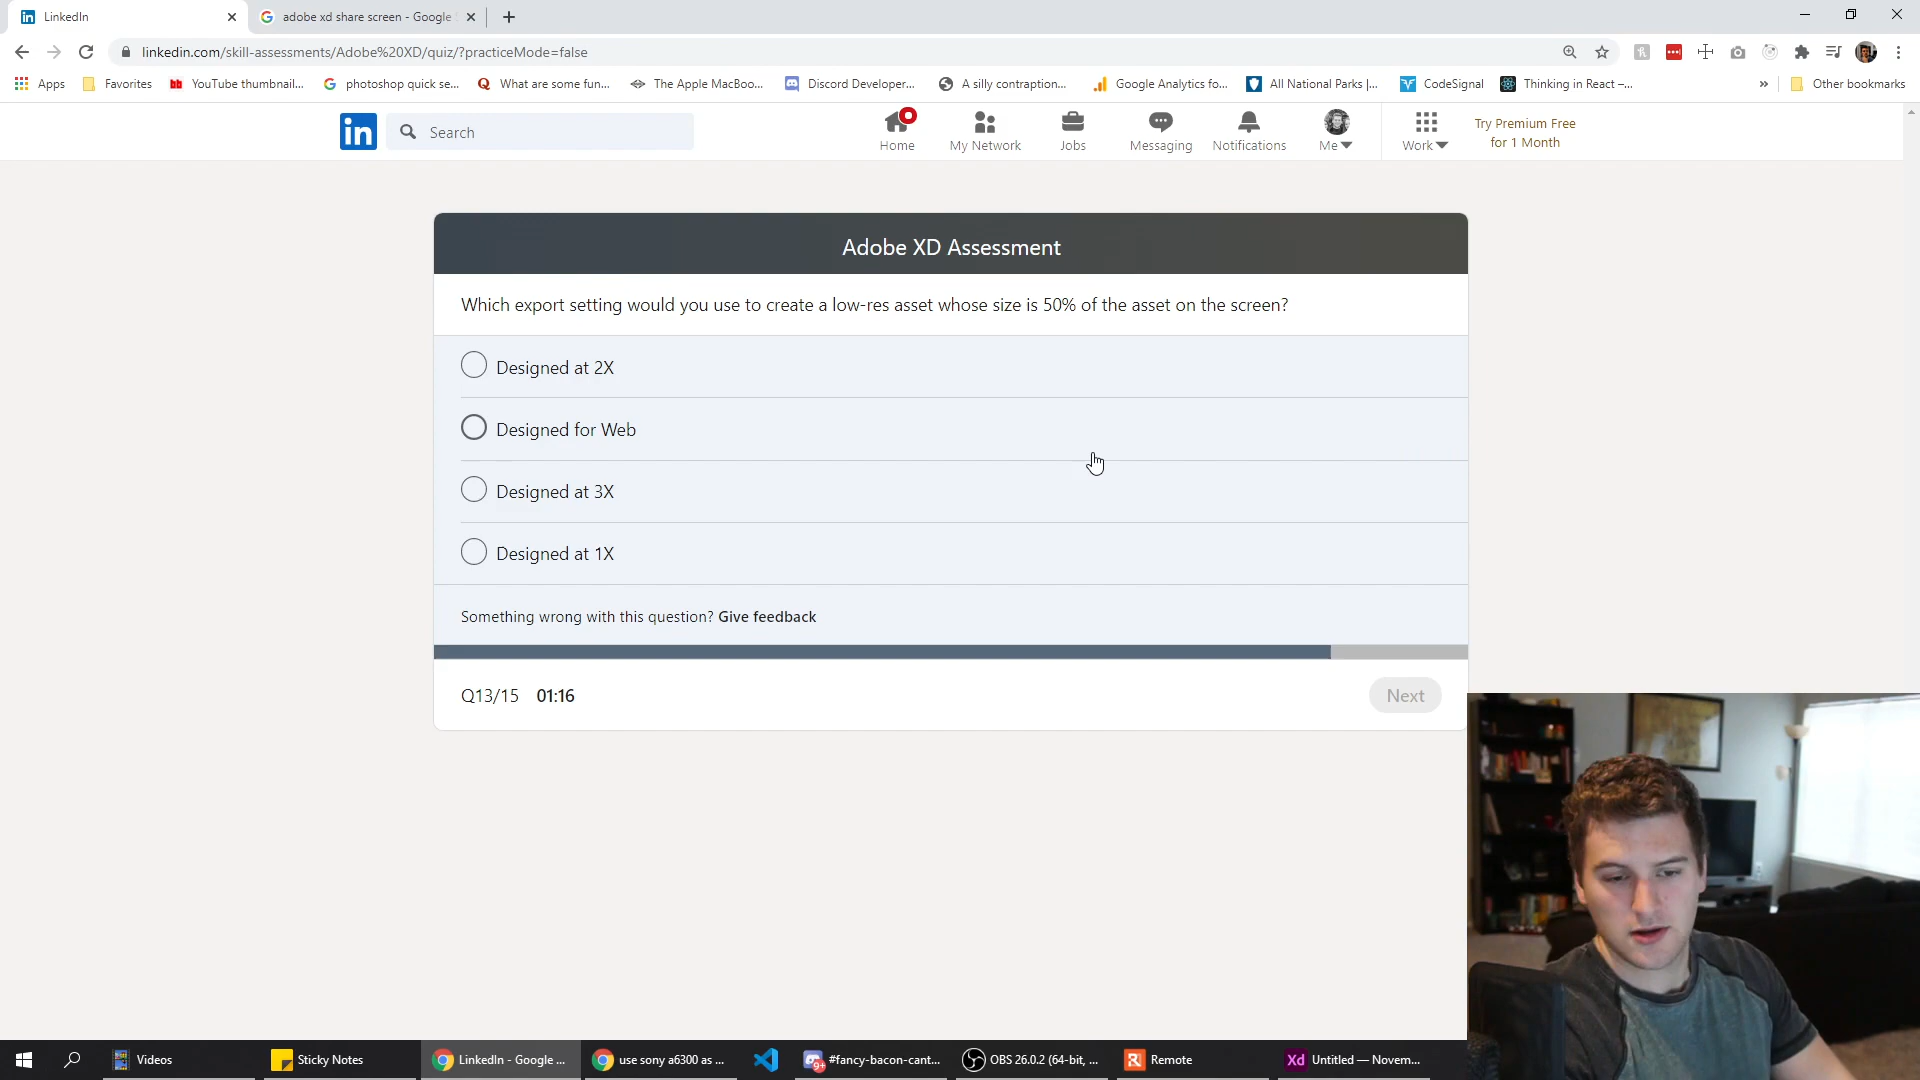 LinkedIn
adobe xd share screen - Google
linkedin.com/skill-assessments/Adobe%20XD/quiz/?practiceMode=false
Apps
Favorites
YouTube thumbnail...
photoshop quick se...
What are some fun...
The Apple MacBoo...
Discord Developer...
A silly contraption...
Google Analytics fo...
All National Parks |...
CodeSignal
Thinking in React –...
»
Other bookmarks
in
Search
Home
My Network
Jobs
Messaging
Notifications
Me
Work
Try Premium Free
for 1 Month
Adobe XD Assessment
Which export setting would you use to create a low-res asset whose size is 50% of the asset on the screen?
Designed at 2X
Designed for Web
Designed at 3X
Designed at 1X
Something wrong with this question? Give feedback
Q13/15 01:16
Next
Videos
Sticky Notes
LinkedIn - Google ...
use sony a6300 as ...
9+
#fancy-bacon-cant...
OBS 26.0.2 (64-bit, ...
Remote
Xd
Untitled — Novem...